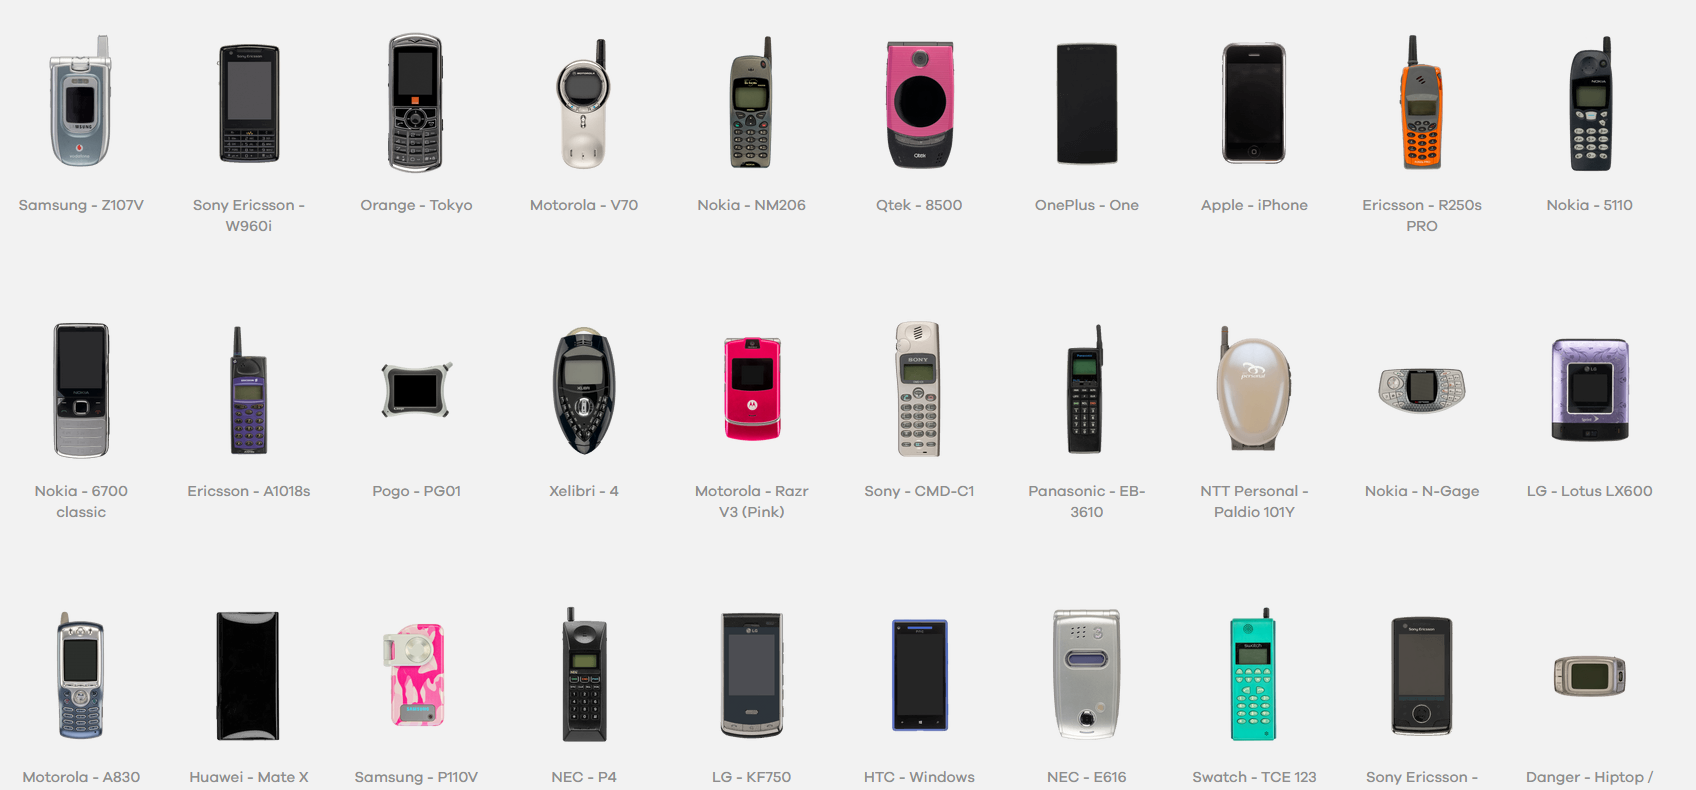 Samsung - Z107V
Sony Ericsson -
W960i
Orange - Tokyo
Motorola - V70
Nokia - NM206
Qtek - 8500
OnePlus - One
Apple - iPhone
Ericsson - R250s
PRO
Nokia - 5110
Nokia - 6700
classic
Ericsson - A1018s
Pogo - PG01
Xelibri - 4
Motorola - Razr
V3 (Pink)
Sony - CMD-C1
Panasonic - EB-
3610
NTT Personal -
Paldio 101Y
Nokia - N-Gage
LG - Lotus LX600
Motorola - A830
Huawei - Mate X
Samsung - P110V
NEC - P4
LG - KF750
HTC - Windows
NEC - E616
Swatch - TCE 123
Sony Ericsson -
Danger - Hiptop /